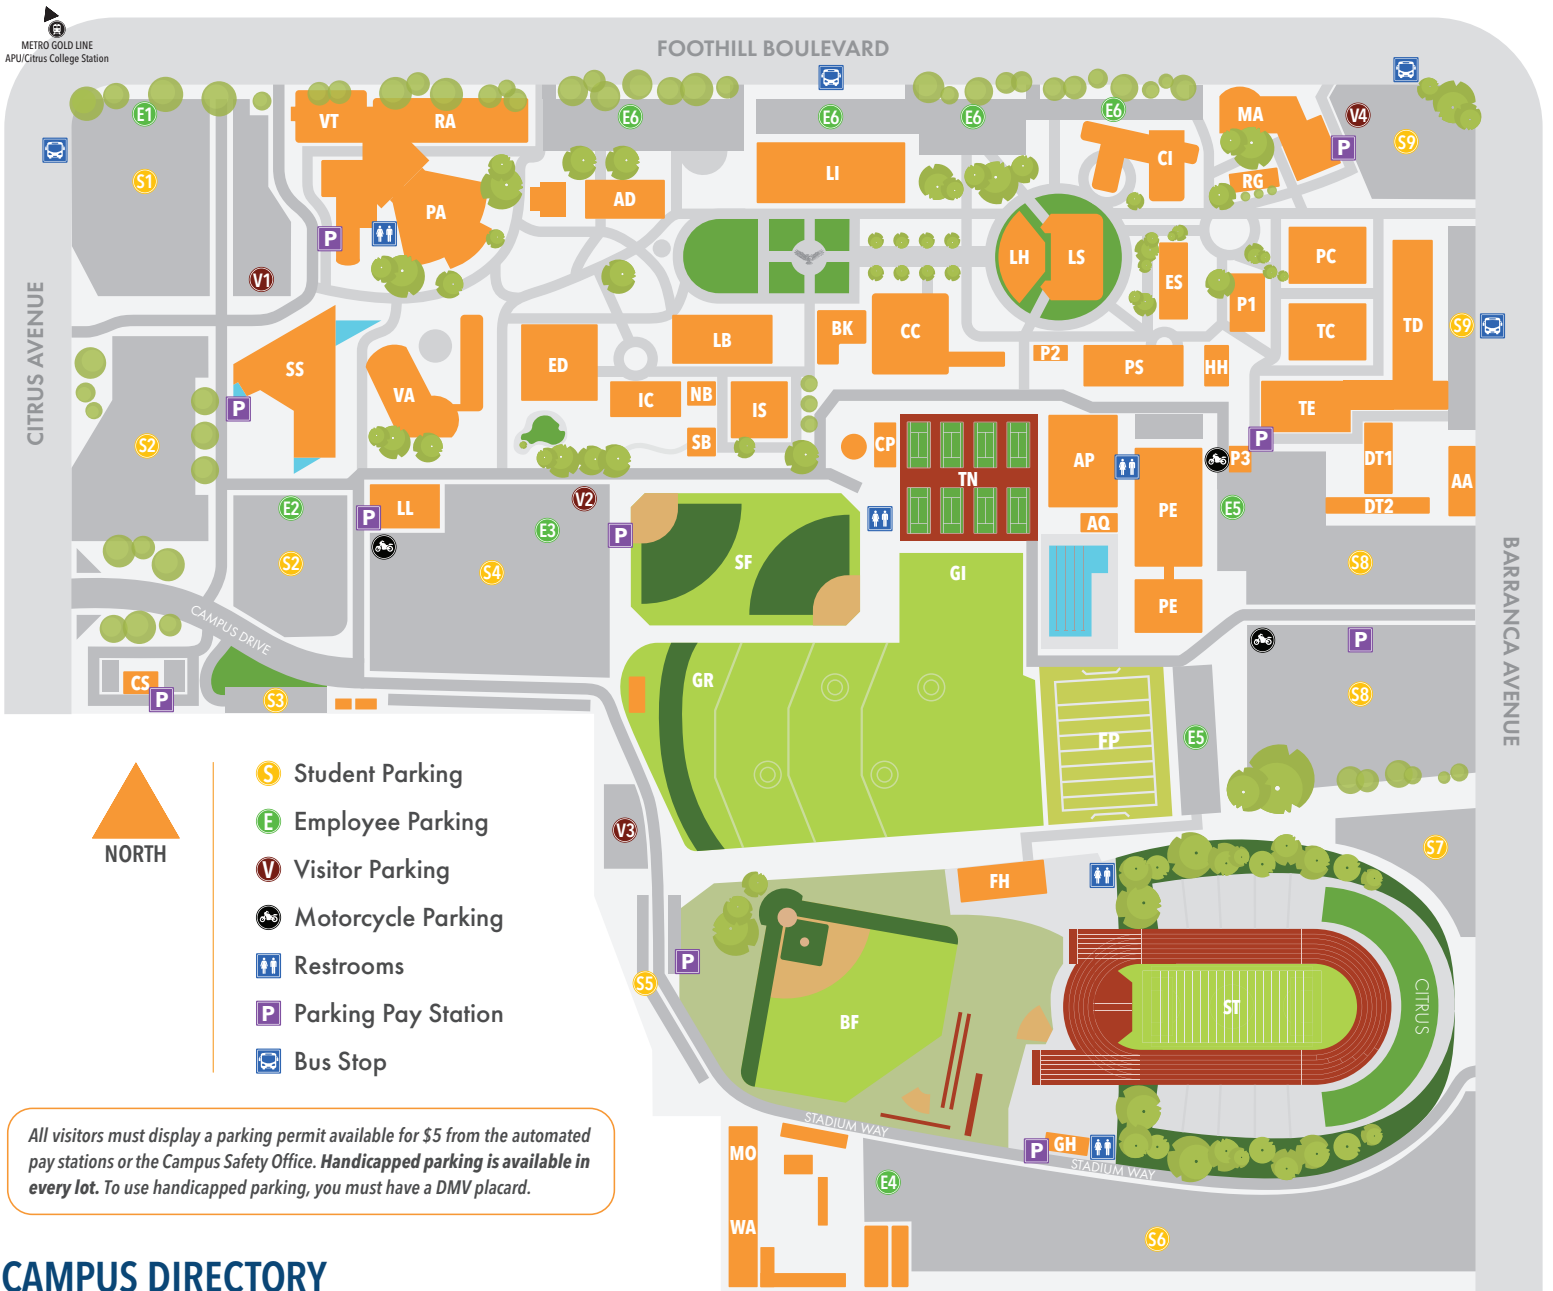 METRO GOLD LINE
APU/Citrus College Station
FOOTHILL BOULEVARD
E1
VT
RA
E6
E6
E6
E6
MA
V4
P
S9
S1
LI
CI
RG
AD
PA
P
V1
LH
LS
ES
PC
P1
CITRUS AVENUE
SS
BK
CC
TC
TD
S9
LB
ED
P2
PS
HH
VA
IC
NB
IS
TE
P
S2
SB
CP
TN
AP
P
P3
DT1
AA
E2
P
LL
V2
E3
P
PE
E5
DT2
AQ
S2
S4
SF
GI
S8
PE
BARRANCA AVENUE
CAMPUS DRIVE
P
CS
P
S3
GR
S8
FP
E5
NORTH
S Student Parking
E Employee Parking
V Visitor Parking
Motorcycle Parking
Restrooms
P Parking Pay Station
Bus Stop
V3
S7
FH
P
S5
BF
ST
CITRUS
STADIUM WAY
P
GH
STADIUM WAY
MO
WA
E4
S6
All visitors must display a parking permit available for $5 from the automated
pay stations or the Campus Safety Office. Handicapped parking is available in
every lot. To use handicapped parking, you must have a DMV placard.
CAMPUS DIRECTORY